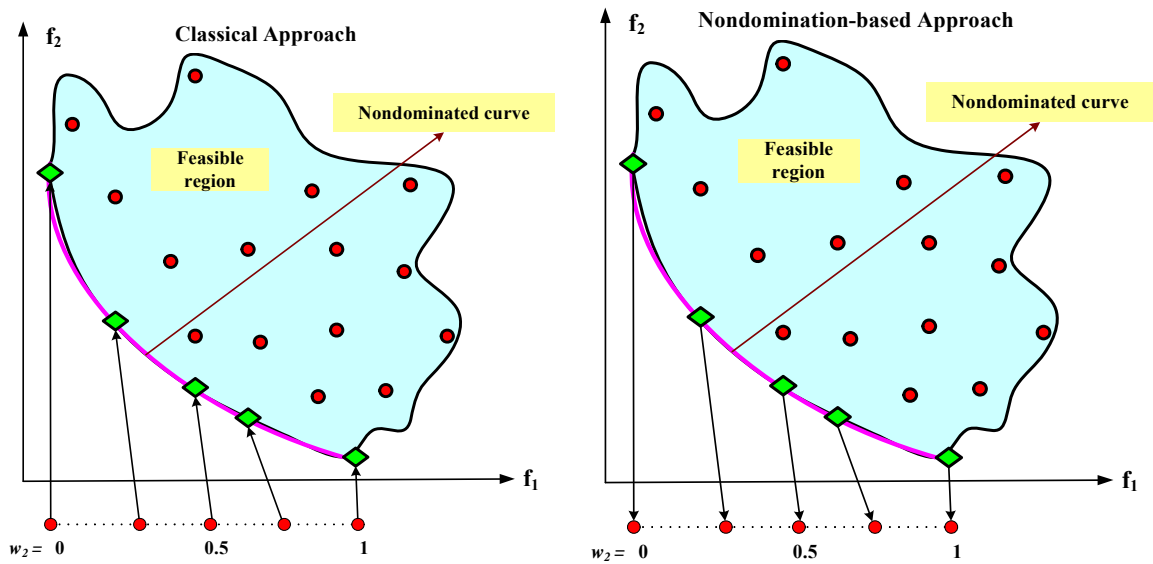 Classical Approach
f2
Nondominated curve
Feasible
region
f1
w2 = 0 0.5 1
Nondomination-based Approach
f2
Nondominated curve
Feasible
region
f1
w2 = 0 0.5 1